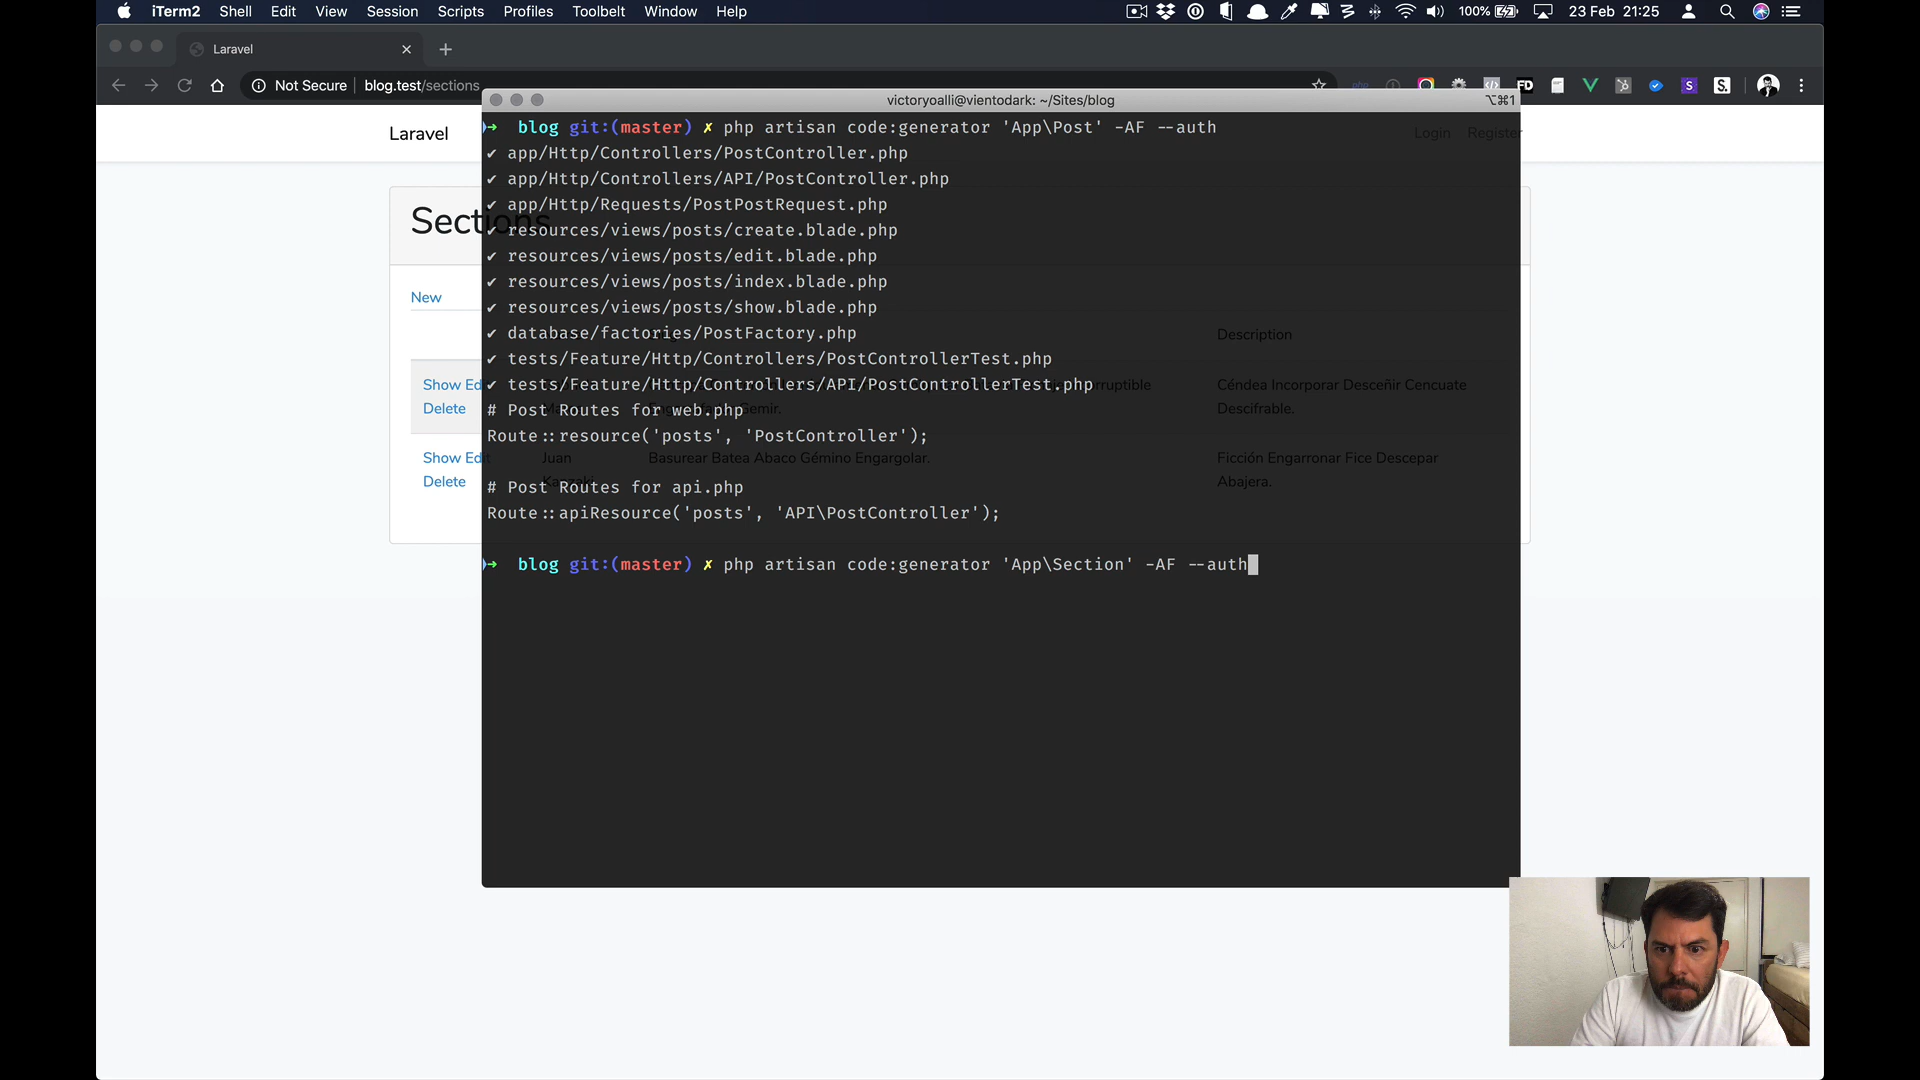 iTerm2 Shell Edit View Session Scripts Profiles Toolbelt Window Help 100% 23 Feb 21:25
Laravel
Not Secure blog.test/sections
victoryoalli@vientodark: ~/Sites/blog ⌥⌘1
Laravel
Login Register
Sections
New
Description
Show Edit
Delete
Céndea Incorporar Desceñir Cencuate
Descifrable.
Show Edit
Delete
Juan
Basurear Batea Abaco Gémino Engargolar.
Ficción Engarronar Fice Descepar
Abajera.
➜ blog git:(master) ✗ php artisan code:generator 'App\Post' -AF --auth
✔ app/Http/Controllers/PostController.php
✔ app/Http/Controllers/API/PostController.php
✔ app/Http/Requests/PostPostRequest.php
✔ resources/views/posts/create.blade.php
✔ resources/views/posts/edit.blade.php
✔ resources/views/posts/index.blade.php
✔ resources/views/posts/show.blade.php
✔ database/factories/PostFactory.php
✔ tests/Feature/Http/Controllers/PostControllerTest.php
✔ tests/Feature/Http/Controllers/API/PostControllerTest.php
# Post Routes for web.php
Route::resource('posts', 'PostController');
# Post Routes for api.php
Route::apiResource('posts', 'API\PostController');
➜ blog git:(master) ✗ php artisan code:generator 'App\Section' -AF --auth